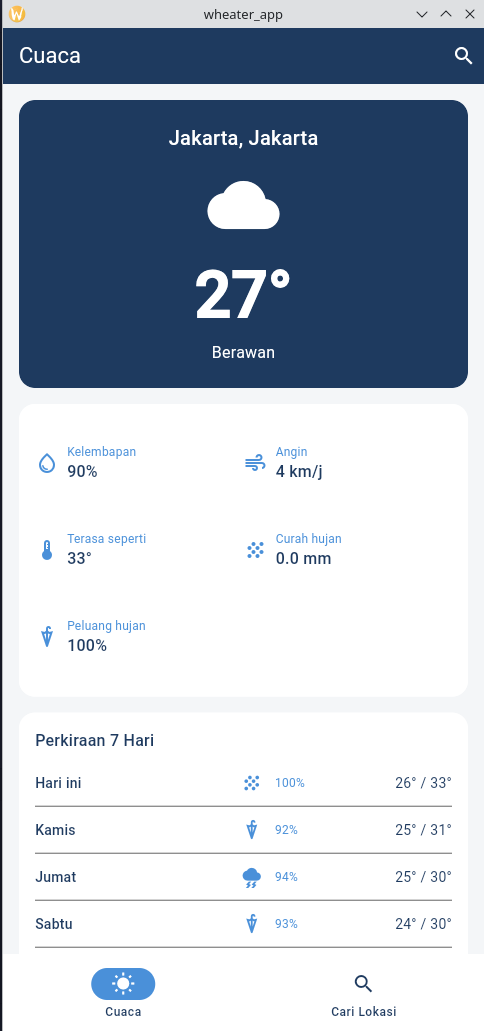 wheater_app
Cuaca
Jakarta, Jakarta
27°
Berawan
Kelembapan
90%
Angin
4 km/j
Terasa seperti
33°
Curah hujan
0.0 mm
Peluang hujan
100%
Perkiraan 7 Hari
Hari ini 100% 26° / 33°
Kamis 92% 25° / 31°
Jumat 94% 25° / 30°
Sabtu 93% 24° / 30°
Cuaca
Cari Lokasi